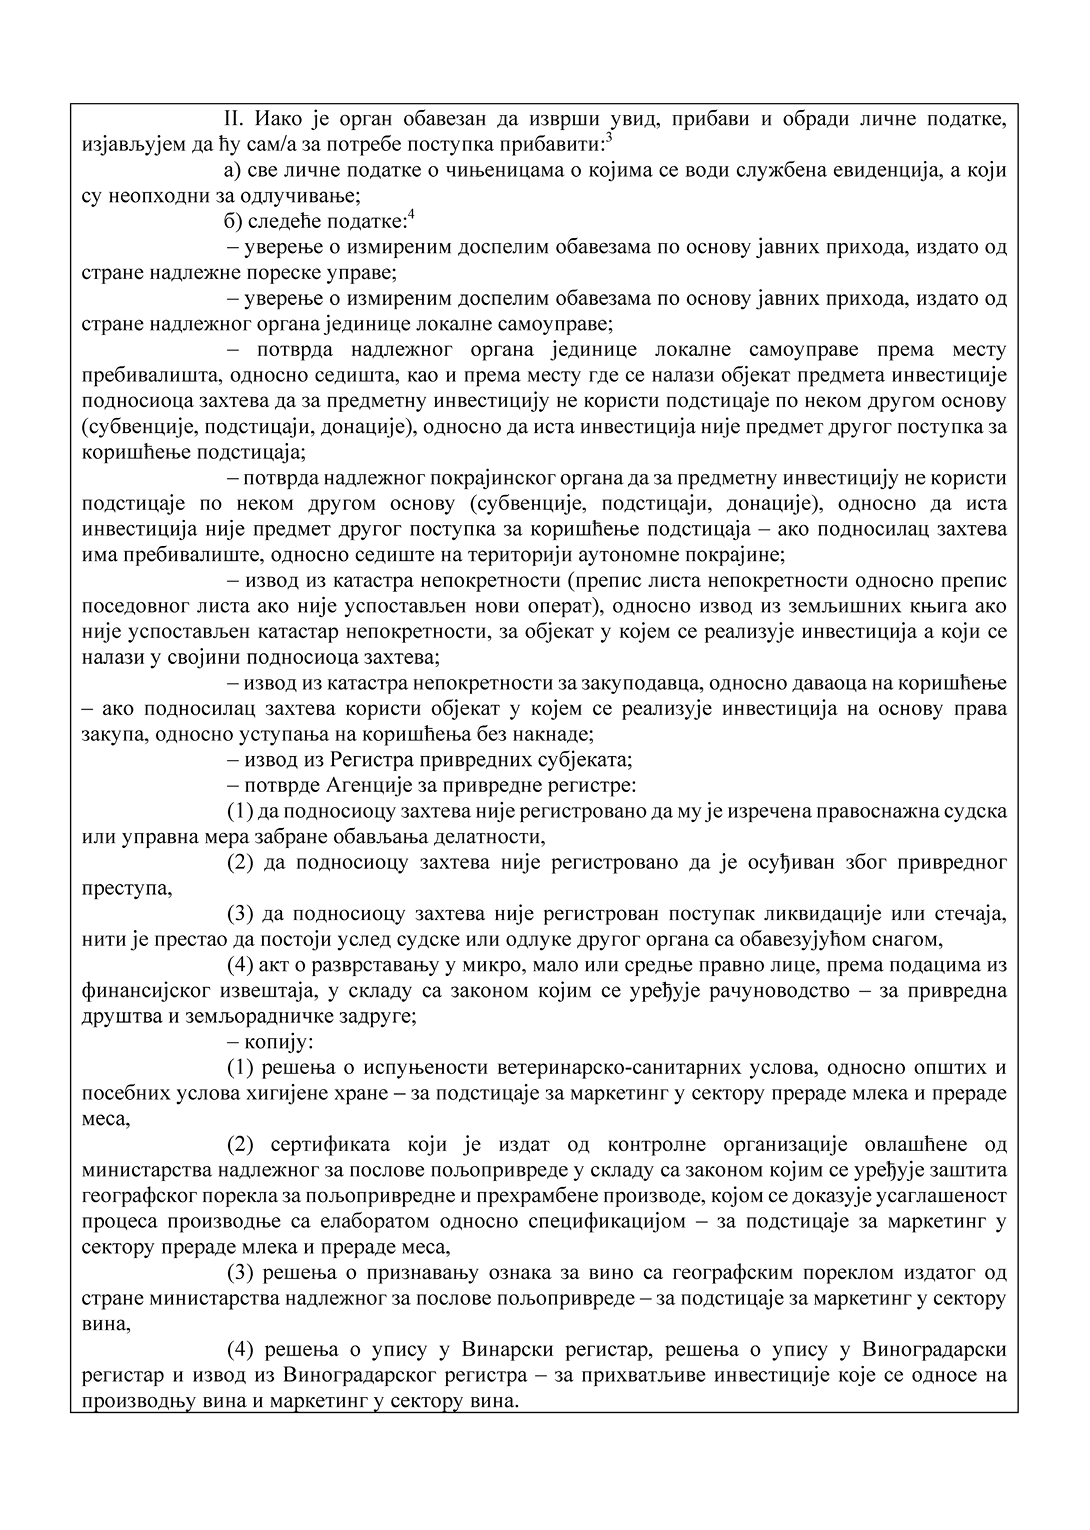 II. Иако је орган обавезан да изврши увид, прибави и обради личне податке,
изјављујем да ћу сам/а за потребе поступка прибавити:3
а) све личне податке о чињеницама о којима се води службена евиденција, а који
су неопходни за одлучивање;
б) следеће податке:4
– уверење о измиреним доспелим обавезама по основу јавних прихода, издато од
стране надлежне пореске управе;
– уверење о измиреним доспелим обавезама по основу јавних прихода, издато од
стране надлежног органа јединице локалне самоуправе;
– потврда надлежног органа јединице локалне самоуправе према месту
пребивалишта, односно седишта, као и према месту где се налази објекат предмета инвестиције
подносиоца захтева да за предметну инвестицију не користи подстицаје по неком другом основу
(субвенције, подстицаји, донације), односно да иста инвестиција није предмет другог поступка за
коришћење подстицаја;
– потврда надлежног покрајинског органа да за предметну инвестицију не користи
подстицаје по неком другом основу (субвенције, подстицаји, донације), односно да иста
инвестиција није предмет другог поступка за коришћење подстицаја – ако подносилац захтева
има пребивалиште, односно седиште на територији аутономне покрајине;
– извод из катастра непокретности (препис листа непокретности односно препис
поседовног листа ако није успостављен нови операт), односно извод из земљишних књига ако
није успостављен катастар непокретности, за објекат у којем се реализује инвестиција а који се
налази у својини подносиоца захтева;
– извод из катастра непокретности за закуподавца, односно даваоца на коришћење
– ако подносилац захтева користи објекат у којем се реализује инвестиција на основу права
закупа, односно уступања на коришћења без накнаде;
– извод из Регистра привредних субјеката;
– потврде Агенције за привредне регистре:
(1) да подносиоцу захтева није регистровано да му је изречена правоснажна судска
или управна мера забране обављања делатности,
(2) да подносиоцу захтева није регистровано да је осуђиван због привредног
преступа,
(3) да подносиоцу захтева није регистрован поступак ликвидације или стечаја,
нити је престао да постоји услед судске или одлуке другог органа са обавезујућом снагом,
(4) акт о разврставању у микро, мало или средње правно лице, према подацима из
финансијског извештаја, у складу са законом којим се уређује рачуноводство – за привредна
друштва и земљорадничке задруге;
– копију:
(1) решења о испуњености ветеринарско-санитарних услова, односно општих и
посебних услова хигијене хране – за подстицаје за маркетинг у сектору прераде млека и прераде
меса,
(2) сертификата који је издат од контролне организације овлашћене од
министарства надлежног за послове пољопривреде у складу са законом којим се уређује заштита
географског порекла за пољопривредне и прехрамбене производе, којом се доказује усаглашеност
процеса производње са елаборатом односно спецификацијом – за подстицаје за маркетинг у
сектору прераде млека и прераде меса,
(3) решења о признавању ознака за вино са географским пореклом издатог од
стране министарства надлежног за послове пољопривреде – за подстицаје за маркетинг у сектору
вина,
(4) решења о упису у Винарски регистар, решења о упису у Виноградарски
регистар и извод из Виноградарског регистра – за прихватљиве инвестиције које се односе на
производњу вина и маркетинг у сектору вина.